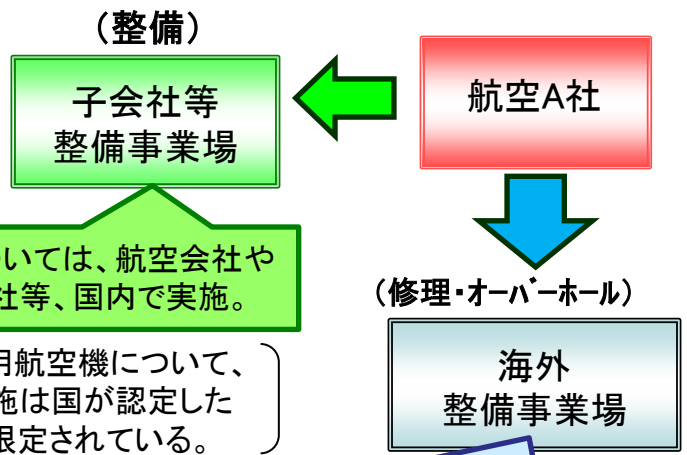 （整備）
子会社等
整備事業場
航空A社
いては、航空会社や
社等、国内で実施。
（修理・オーバーホール）
航空機について、
施は国が認定した
限定されている。
海外
整備事業場